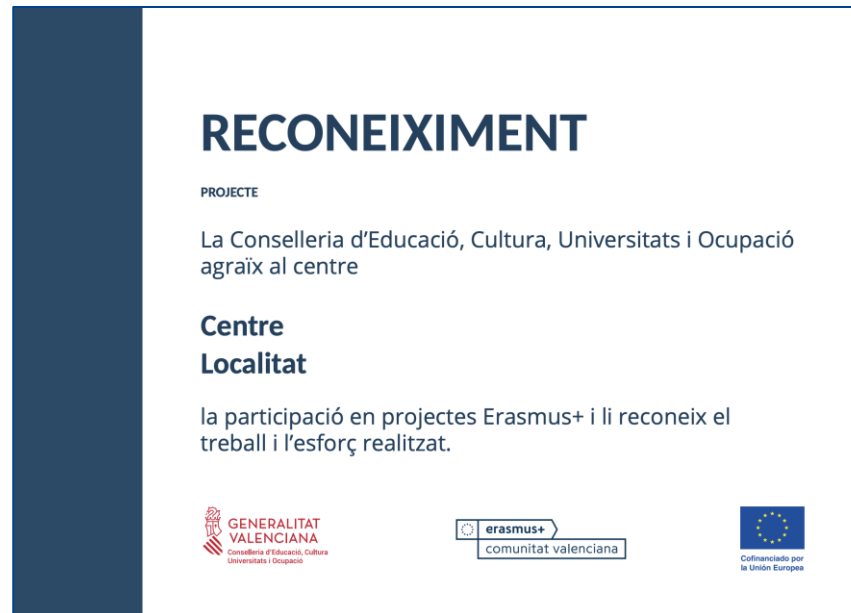 RECONEIXIMENT
PROJECTE
La Conselleria d’Educació, Cultura, Universitats i Ocupació
agraïx al centre
Centre
Localitat
la participació en projectes Erasmus+ i li reconeix el
treball i l’esforç realitzat.
GENERALITAT
VALENCIANA
Conselleria d'Educació, Cultura
Universitats i Ocupació
erasmus+
comunitat valenciana
Cofinanciado por
la Unión Europea